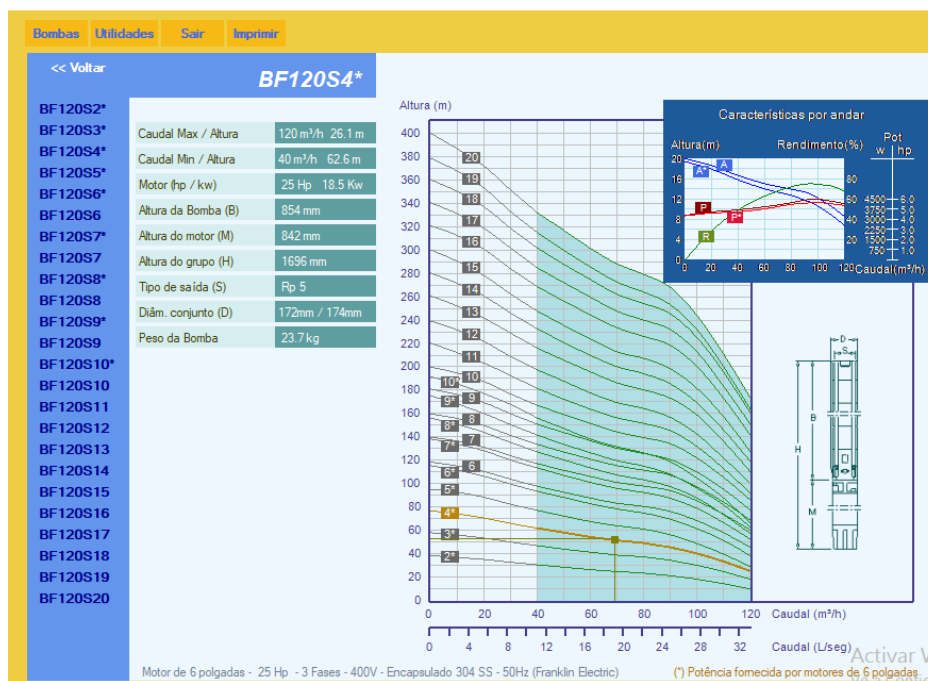 Bombas Utilidades Sair Imprimir
<< Voltar
BF120S4*
BF120S2*
BF120S3*
BF120S4*
BF120S5*
BF120S6*
BF120S6
BF120S7*
BF120S7
BF120S8*
BF120S8
BF120S9*
BF120S9
BF120S10*
BF120S10
BF120S11
BF120S12
BF120S13
BF120S14
BF120S15
BF120S16
BF120S17
BF120S18
BF120S19
BF120S20
Caudal Max / Altura 120 m³/h 26.1 m
Caudal Min / Altura 40 m³/h 62.6 m
Motor (hp / kw) 25 Hp 18.5 Kw
Altura da Bomba (B) 854 mm
Altura do motor (M) 842 mm
Altura do grupo (H) 1696 mm
Tipo de saída (S) Rp 5
Diâm. conjunto (D) 172mm / 174mm
Peso da Bomba 23.7 kg
Altura (m)
400
380
360
340
320
300
280
260
240
220
200
180
160
140
120
100
80
60
40
20
0
20
19
18
17
16
15
14
13
12
11
10* 10
9* 9
8* 8
7* 7
6* 6
5*
4*
3*
2*
0 20 40 60 80 100 120 Caudal (m³/h)
0 4 8 12 16 20 24 28 32 Caudal (L/seg)
Características por andar
Altura(m) Rendimento(%) Pot
w hp
20
16
12
8
4
0
A
A*
P
P*
R
80
60
40
20
4500 6.0
3750 5.0
3000 4.0
2250 3.0
1500 2.0
750 1.0
0 20 40 60 80 100 120 Caudal(m³/h)
D
S
B
H
M
Activar
Motor de 6 polgadas - 25 Hp - 3 Fases - 400V - Encapsulado 304 SS - 50Hz (Franklin Electric) (*) Potência fornecida por motores de 6 polgadas